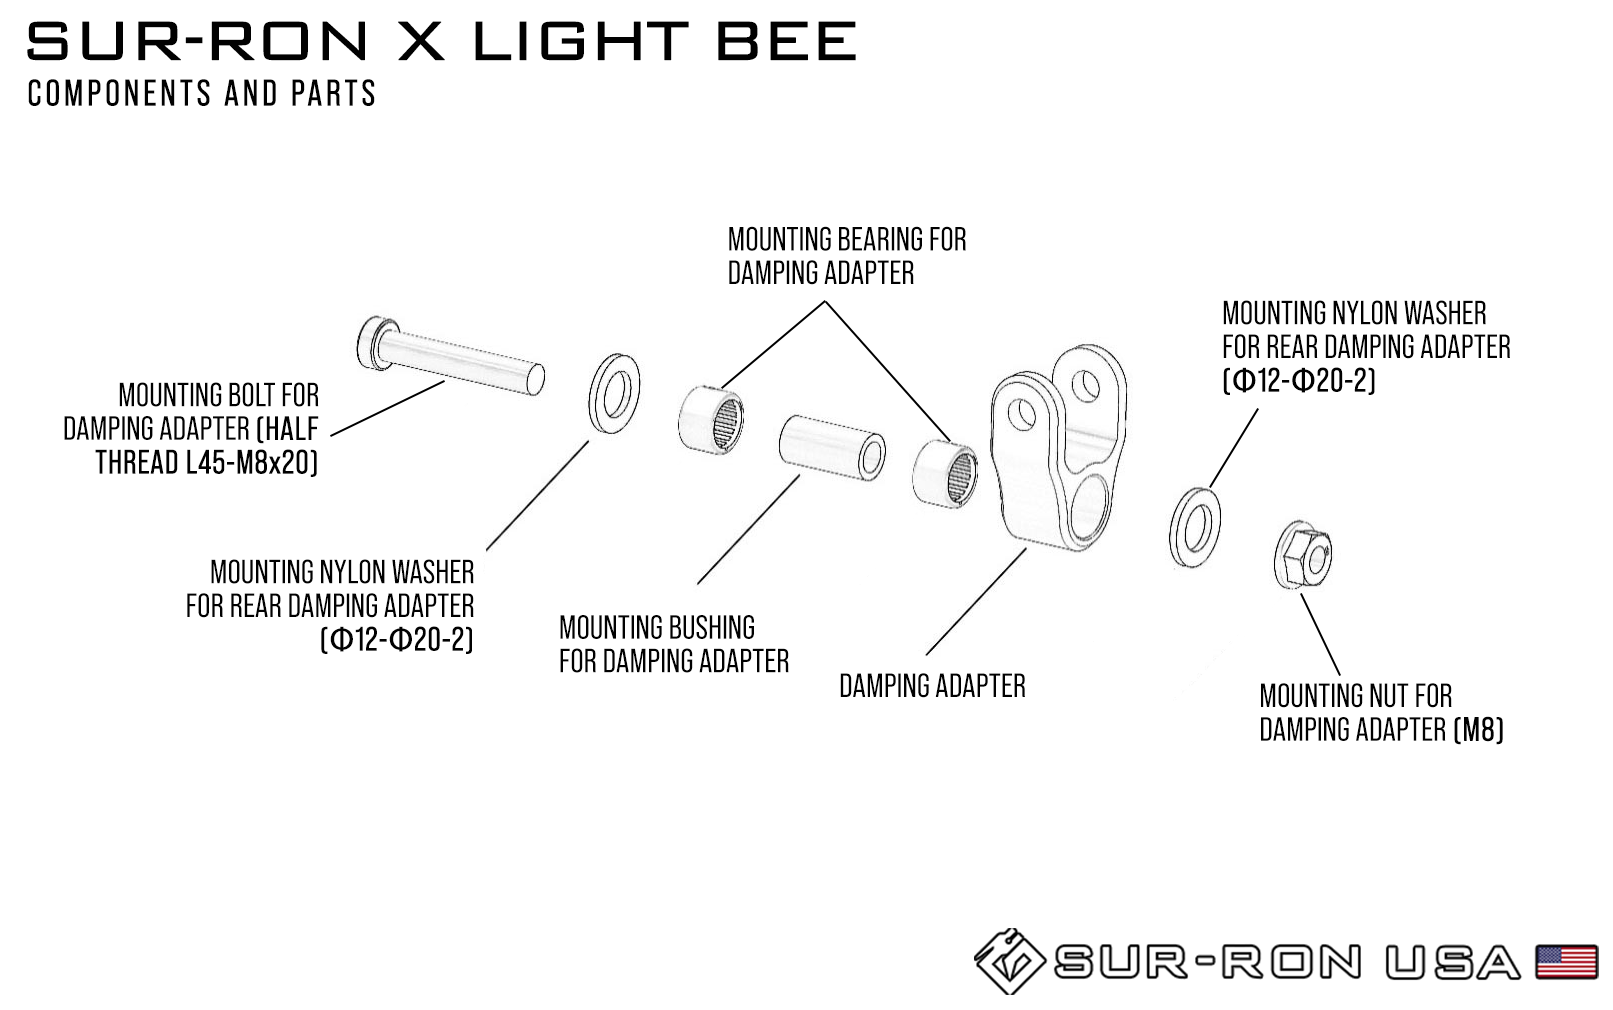 SUR-RON X LIGHT BEE
COMPONENTS AND PARTS
MOUNTING BEARING FOR
DAMPING ADAPTER
MOUNTING NYLON WASHER
FOR REAR DAMPING ADAPTER
(Φ12-Φ20-2)
MOUNTING BOLT FOR
DAMPING ADAPTER (HALF
THREAD L45-M8x20)
MOUNTING NYLON WASHER
FOR REAR DAMPING ADAPTER
(Φ12-Φ20-2)
MOUNTING BUSHING
FOR DAMPING ADAPTER
DAMPING ADAPTER
MOUNTING NUT FOR
DAMPING ADAPTER (M8)
SUR-RON USA